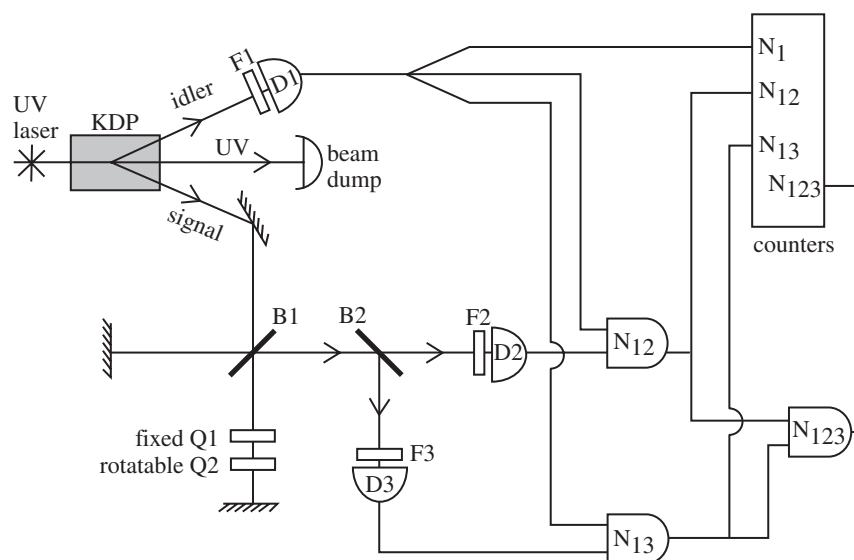 UV
laser
KDP
idler
F1
D1
UV
beam
dump
signal
N1
N12
N13
N123
counters
B1
B2
F2
D2
N12
fixed Q1
rotatable Q2
F3
D3
N123
N13